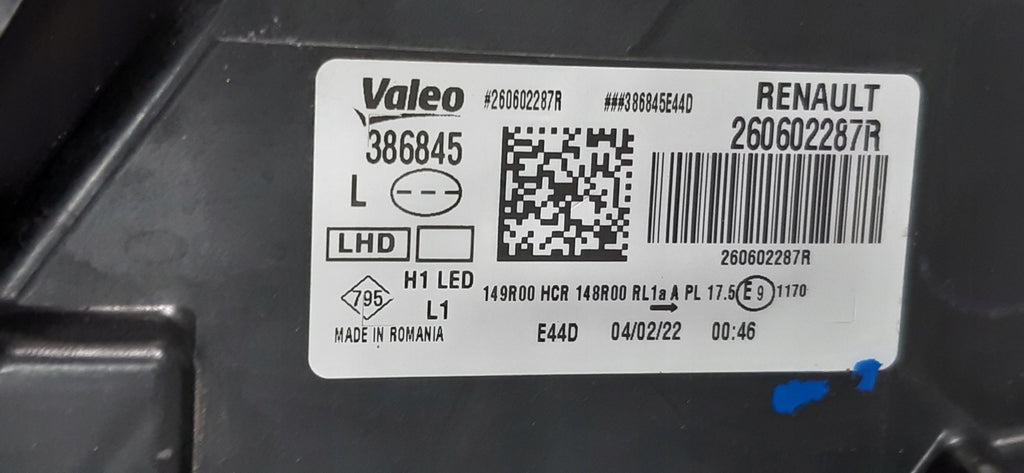 Valeo #260602287R ###386845E44D RENAULT
386845 260602287R
L
LHD
260602287R
H1 LED
795
L1
149R00 HCR 148R00 RL1a A PL 17.5 E9 1170
MADE IN ROMANIA E44D 04/02/22 00:46